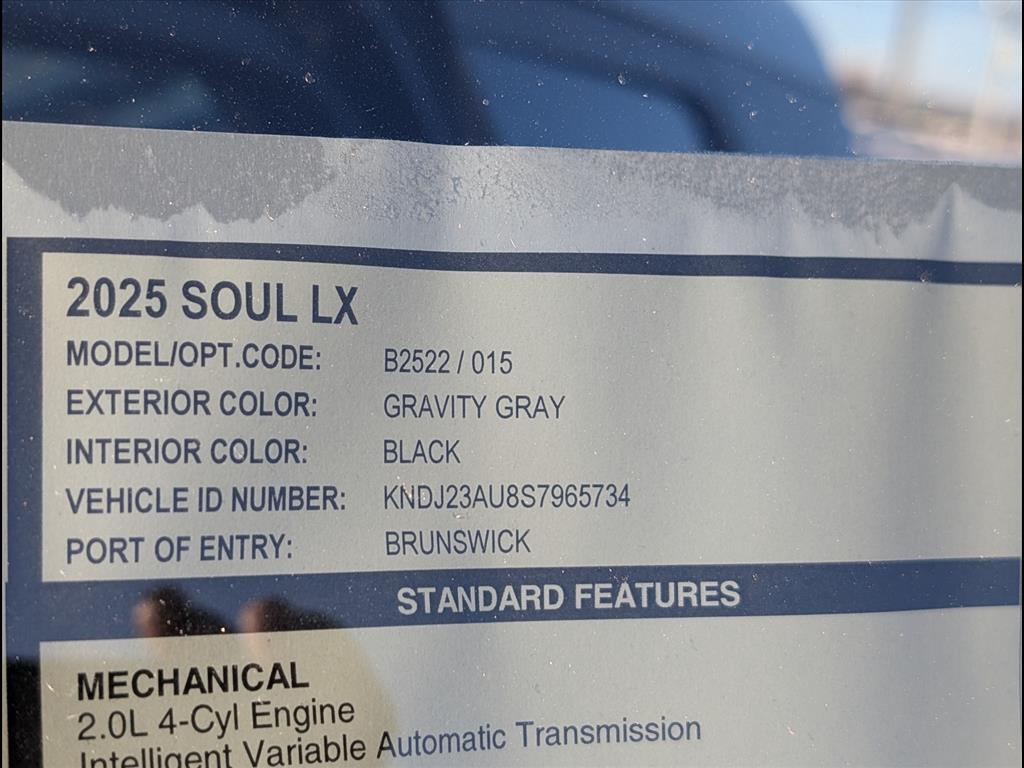 2025 SOUL LX
MODEL/OPT.CODE: B2522 / 015
EXTERIOR COLOR: GRAVITY GRAY
INTERIOR COLOR: BLACK
VEHICLE ID NUMBER: KNDJ23AU8S7965734
PORT OF ENTRY: BRUNSWICK
STANDARD FEATURES
MECHANICAL
2.0L 4-Cyl Engine
Intelligent Variable Automatic Transmission